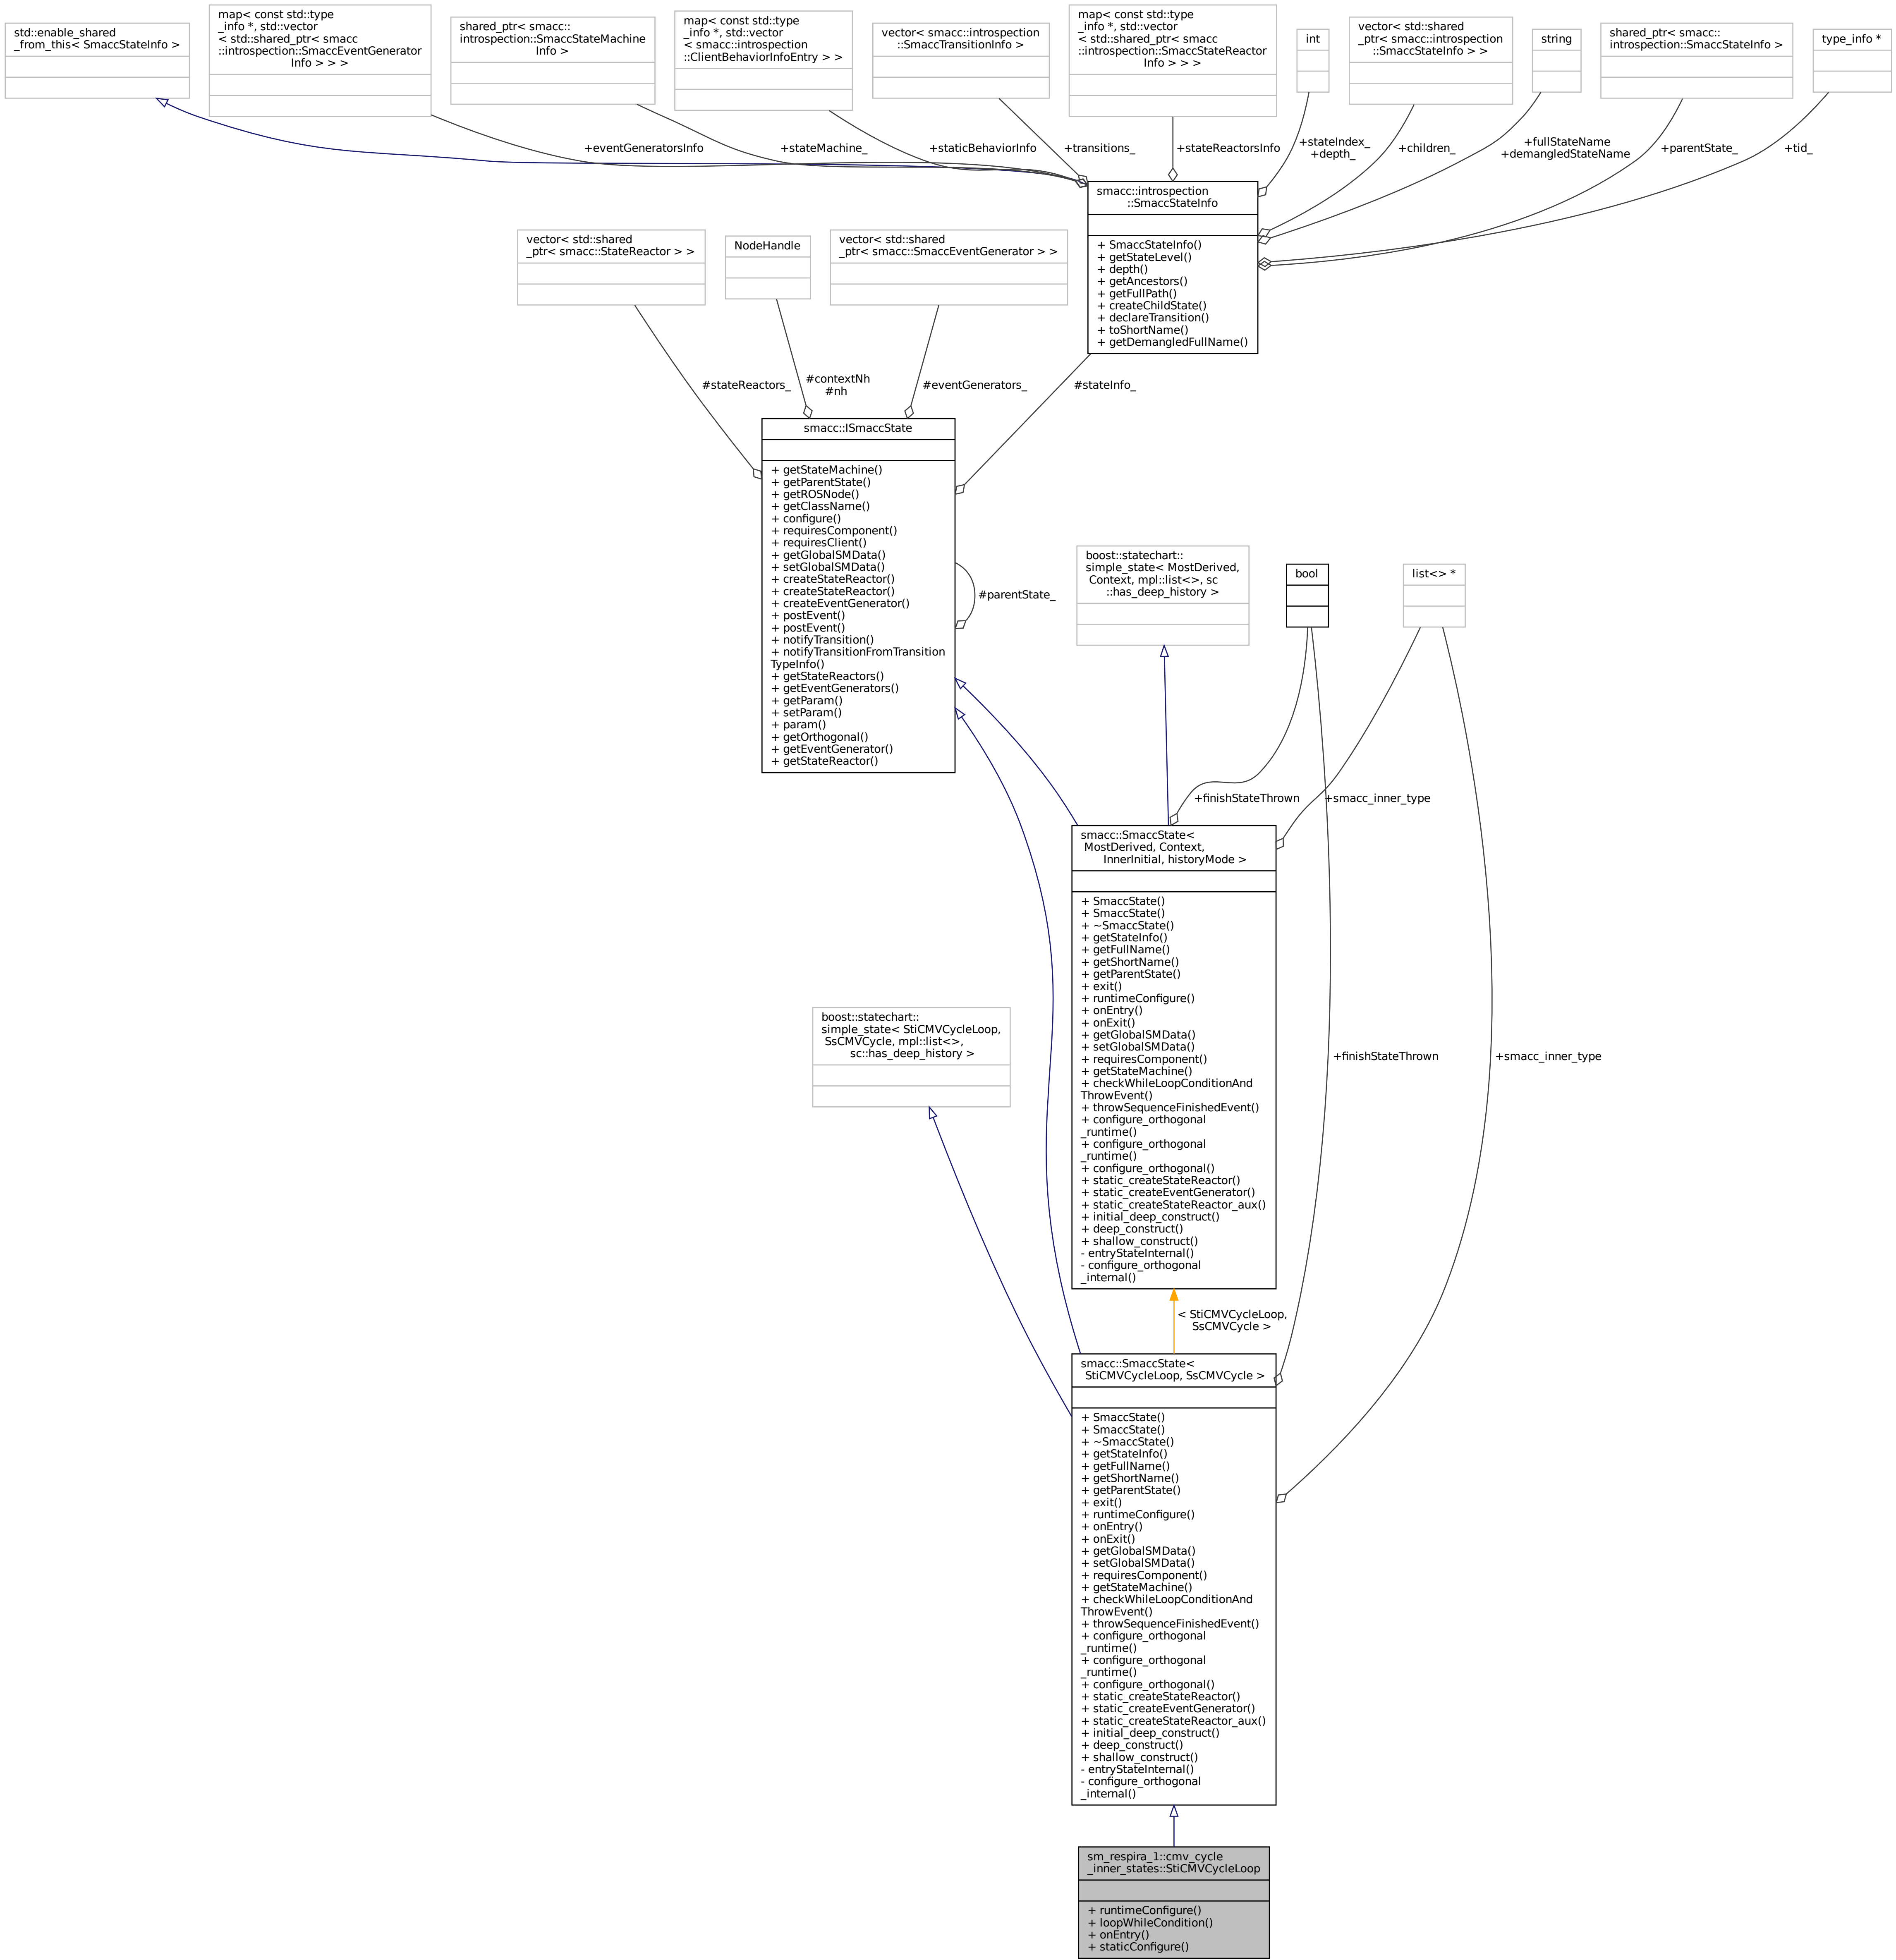 std::enable_shared
_from_this< SmaccStateInfo >
map< const std::type
_info *, std::vector
< std::shared_ptr< smacc
::introspection::SmaccEventGenerator
Info > > >
shared_ptr< smacc::
introspection::SmaccStateMachine
Info >
map< const std::type
_info *, std::vector
< smacc::introspection
::ClientBehaviorInfoEntry > >
vector< smacc::introspection
::SmaccTransitionInfo >
map< const std::type
_info *, std::vector
< std::shared_ptr< smacc
::introspection::SmaccStateReactor
Info > > >
int
vector< std::shared
_ptr< smacc::introspection
::SmaccStateInfo > >
string
shared_ptr< smacc::
introspection::SmaccStateInfo >
type_info *
+eventGeneratorsInfo
+stateMachine_
+staticBehaviorInfo
+transitions_
+stateReactorsInfo
+stateIndex_
+depth_
+children_
+fullStateName
+demangledStateName
+parentState_
+tid_
smacc::introspection
::SmaccStateInfo
+ SmaccStateInfo()
+ getStateLevel()
+ depth()
+ getAncestors()
+ getFullPath()
+ createChildState()
+ declareTransition()
+ toShortName()
+ getDemangledFullName()
vector< std::shared
_ptr< smacc::StateReactor > >
NodeHandle
vector< std::shared
_ptr< smacc::SmaccEventGenerator > >
#stateReactors_
#contextNh
#nh
#eventGenerators_
#stateInfo_
smacc::ISmaccState
+ getStateMachine()
+ getParentState()
+ getROSNode()
+ getClassName()
+ configure()
+ requiresComponent()
+ requiresClient()
+ getGlobalSMData()
+ setGlobalSMData()
+ createStateReactor()
+ createStateReactor()
+ createEventGenerator()
+ postEvent()
+ postEvent()
+ notifyTransition()
+ notifyTransitionFromTransition
TypeInfo()
+ getStateReactors()
+ getEventGenerators()
+ getParam()
+ setParam()
+ param()
+ getOrthogonal()
+ getEventGenerator()
+ getStateReactor()
#parentState_
boost::statechart::
simple_state< MostDerived,
Context, mpl::list<>, sc
::has_deep_history >
bool
list<> *
+finishStateThrown
+smacc_inner_type
smacc::SmaccState<
MostDerived, Context,
InnerInitial, historyMode >
+ SmaccState()
+ SmaccState()
+ ~SmaccState()
+ getStateInfo()
+ getFullName()
+ getShortName()
+ getParentState()
+ exit()
+ runtimeConfigure()
+ onEntry()
+ onExit()
+ getGlobalSMData()
+ setGlobalSMData()
+ requiresComponent()
+ getStateMachine()
+ checkWhileLoopConditionAnd
ThrowEvent()
+ throwSequenceFinishedEvent()
+ configure_orthogonal
_runtime()
+ configure_orthogonal
_runtime()
+ configure_orthogonal()
+ static_createStateReactor()
+ static_createEventGenerator()
+ static_createStateReactor_aux()
+ initial_deep_construct()
+ deep_construct()
+ shallow_construct()
- entryStateInternal()
- configure_orthogonal
_internal()
boost::statechart::
simple_state< StiCMVCycleLoop,
SsCMVCycle, mpl::list<>,
sc::has_deep_history >
+finishStateThrown
+smacc_inner_type
< StiCMVCycleLoop,
SsCMVCycle >
smacc::SmaccState<
StiCMVCycleLoop, SsCMVCycle >
+ SmaccState()
+ SmaccState()
+ ~SmaccState()
+ getStateInfo()
+ getFullName()
+ getShortName()
+ getParentState()
+ exit()
+ runtimeConfigure()
+ onEntry()
+ onExit()
+ getGlobalSMData()
+ setGlobalSMData()
+ requiresComponent()
+ getStateMachine()
+ checkWhileLoopConditionAnd
ThrowEvent()
+ throwSequenceFinishedEvent()
+ configure_orthogonal
_runtime()
+ configure_orthogonal
_runtime()
+ configure_orthogonal()
+ static_createStateReactor()
+ static_createEventGenerator()
+ static_createStateReactor_aux()
+ initial_deep_construct()
+ deep_construct()
+ shallow_construct()
- entryStateInternal()
- configure_orthogonal
_internal()
sm_respira_1::cmv_cycle
_inner_states::StiCMVCycleLoop
+ runtimeConfigure()
+ loopWhileCondition()
+ onEntry()
+ staticConfigure()